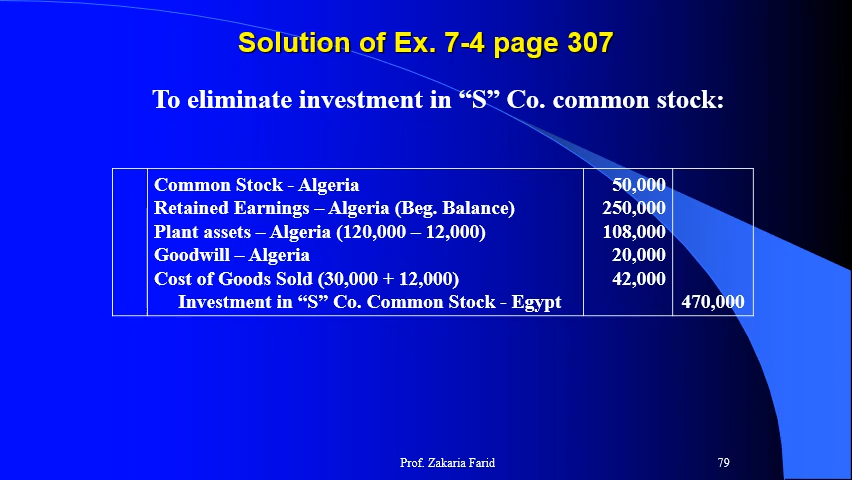 Solution of Ex. 7-4 page 307
To eliminate investment in “S” Co. common stock:
Common Stock - Algeria 50,000
Retained Earnings – Algeria (Beg. Balance) 250,000
Plant assets – Algeria (120,000 – 12,000) 108,000
Goodwill – Algeria 20,000
Cost of Goods Sold (30,000 + 12,000) 42,000
Investment in “S” Co. Common Stock - Egypt 470,000
Prof. Zakaria Farid 79